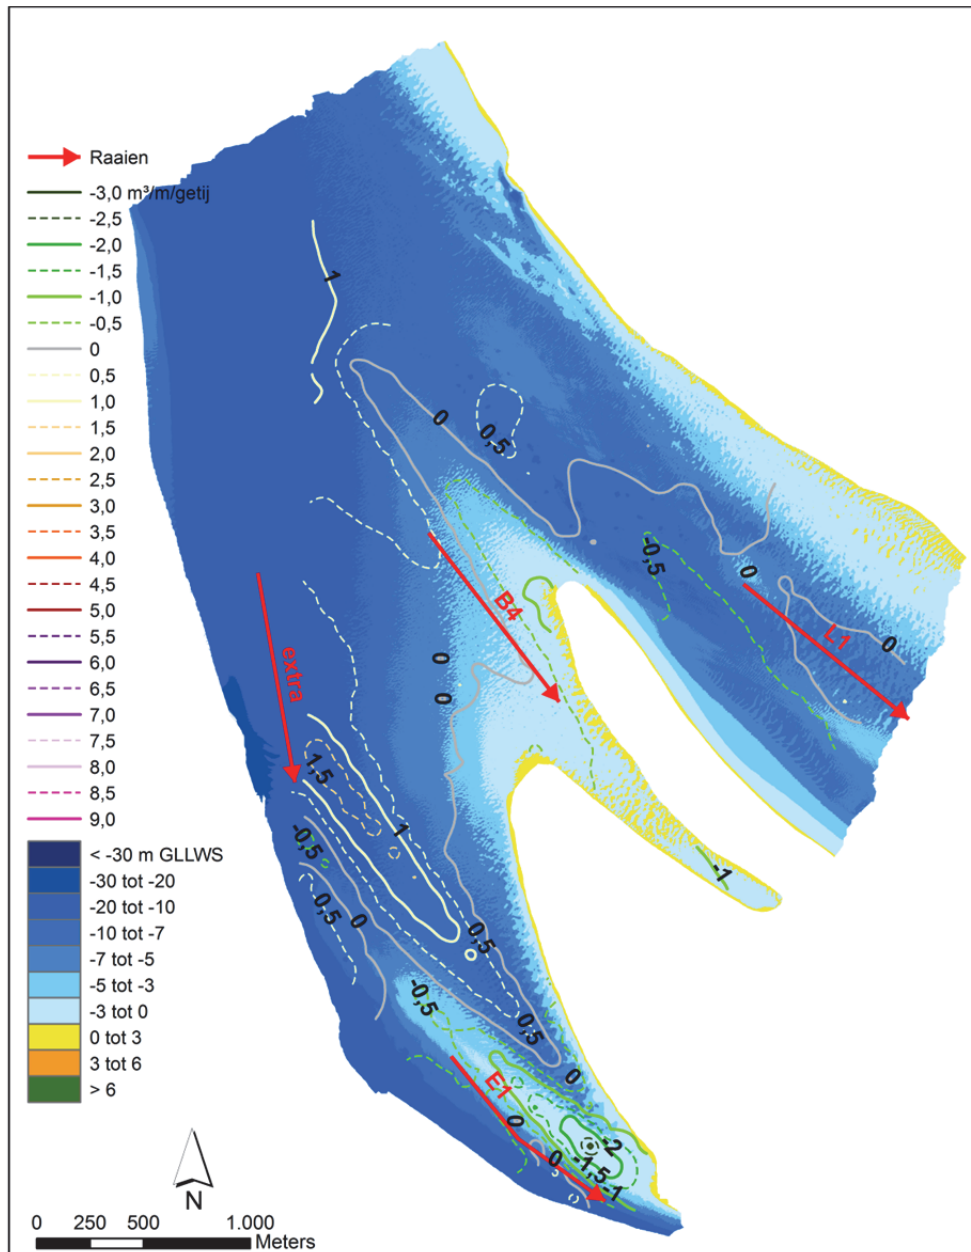 Raaien
-3,0 m³/m/getij
-2,5
-2,0
-1,5
-1,0
-0,5
0
0,5
1,0
1,5
2,0
2,5
3,0
3,5
4,0
4,5
5,0
5,5
6,0
6,5
7,0
7,5
8,0
8,5
9,0
< -30 m GLLWS
-30 tot -20
-20 tot -10
-10 tot -7
-7 tot -5
-5 tot -3
-3 tot 0
0 tot 3
3 tot 6
> 6
N
0 250 500 1.000
Meters
1
0
0,5
-0,5
0
B4
L1
0
extra
0
0
1,5
1
-0,5
-1
0,5
0
0,5
-0,5
0,5
0
E1
0
-2
0
-1,5
-1